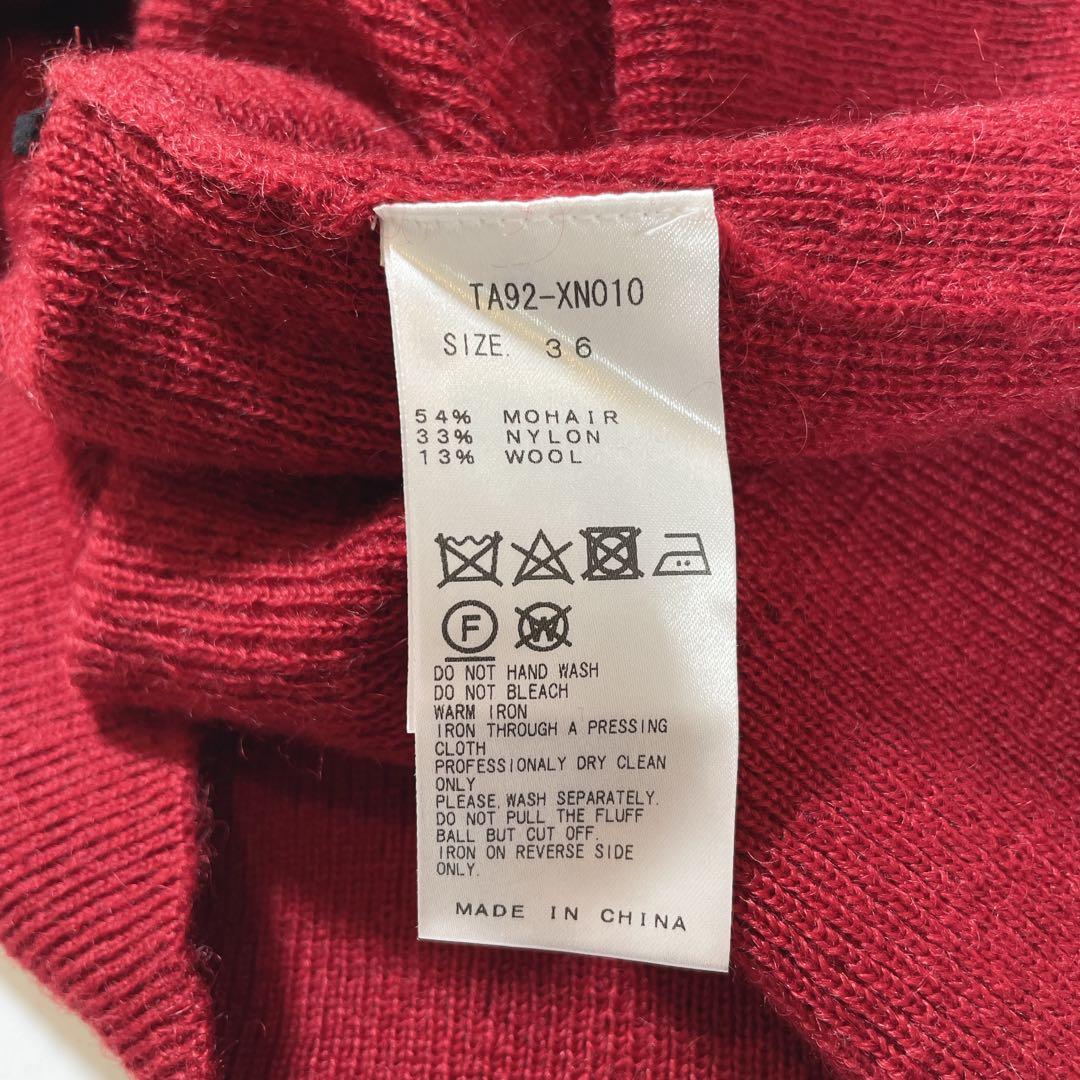 TA92-XN010
SIZE. 36
54% MOHAIR
33% NYLON
13% WOOL
F W
DO NOT HAND WASH
DO NOT BLEACH
WARM IRON
IRON THROUGH A PRESSING
CLOTH
PROFESSIONALY DRY CLEAN
ONLY
PLEASE, WASH SEPARATELY.
DO NOT PULL THE FLUFF
BALL BUT CUT OFF.
IRON ON REVERSE SIDE
ONLY.
MADE IN CHINA